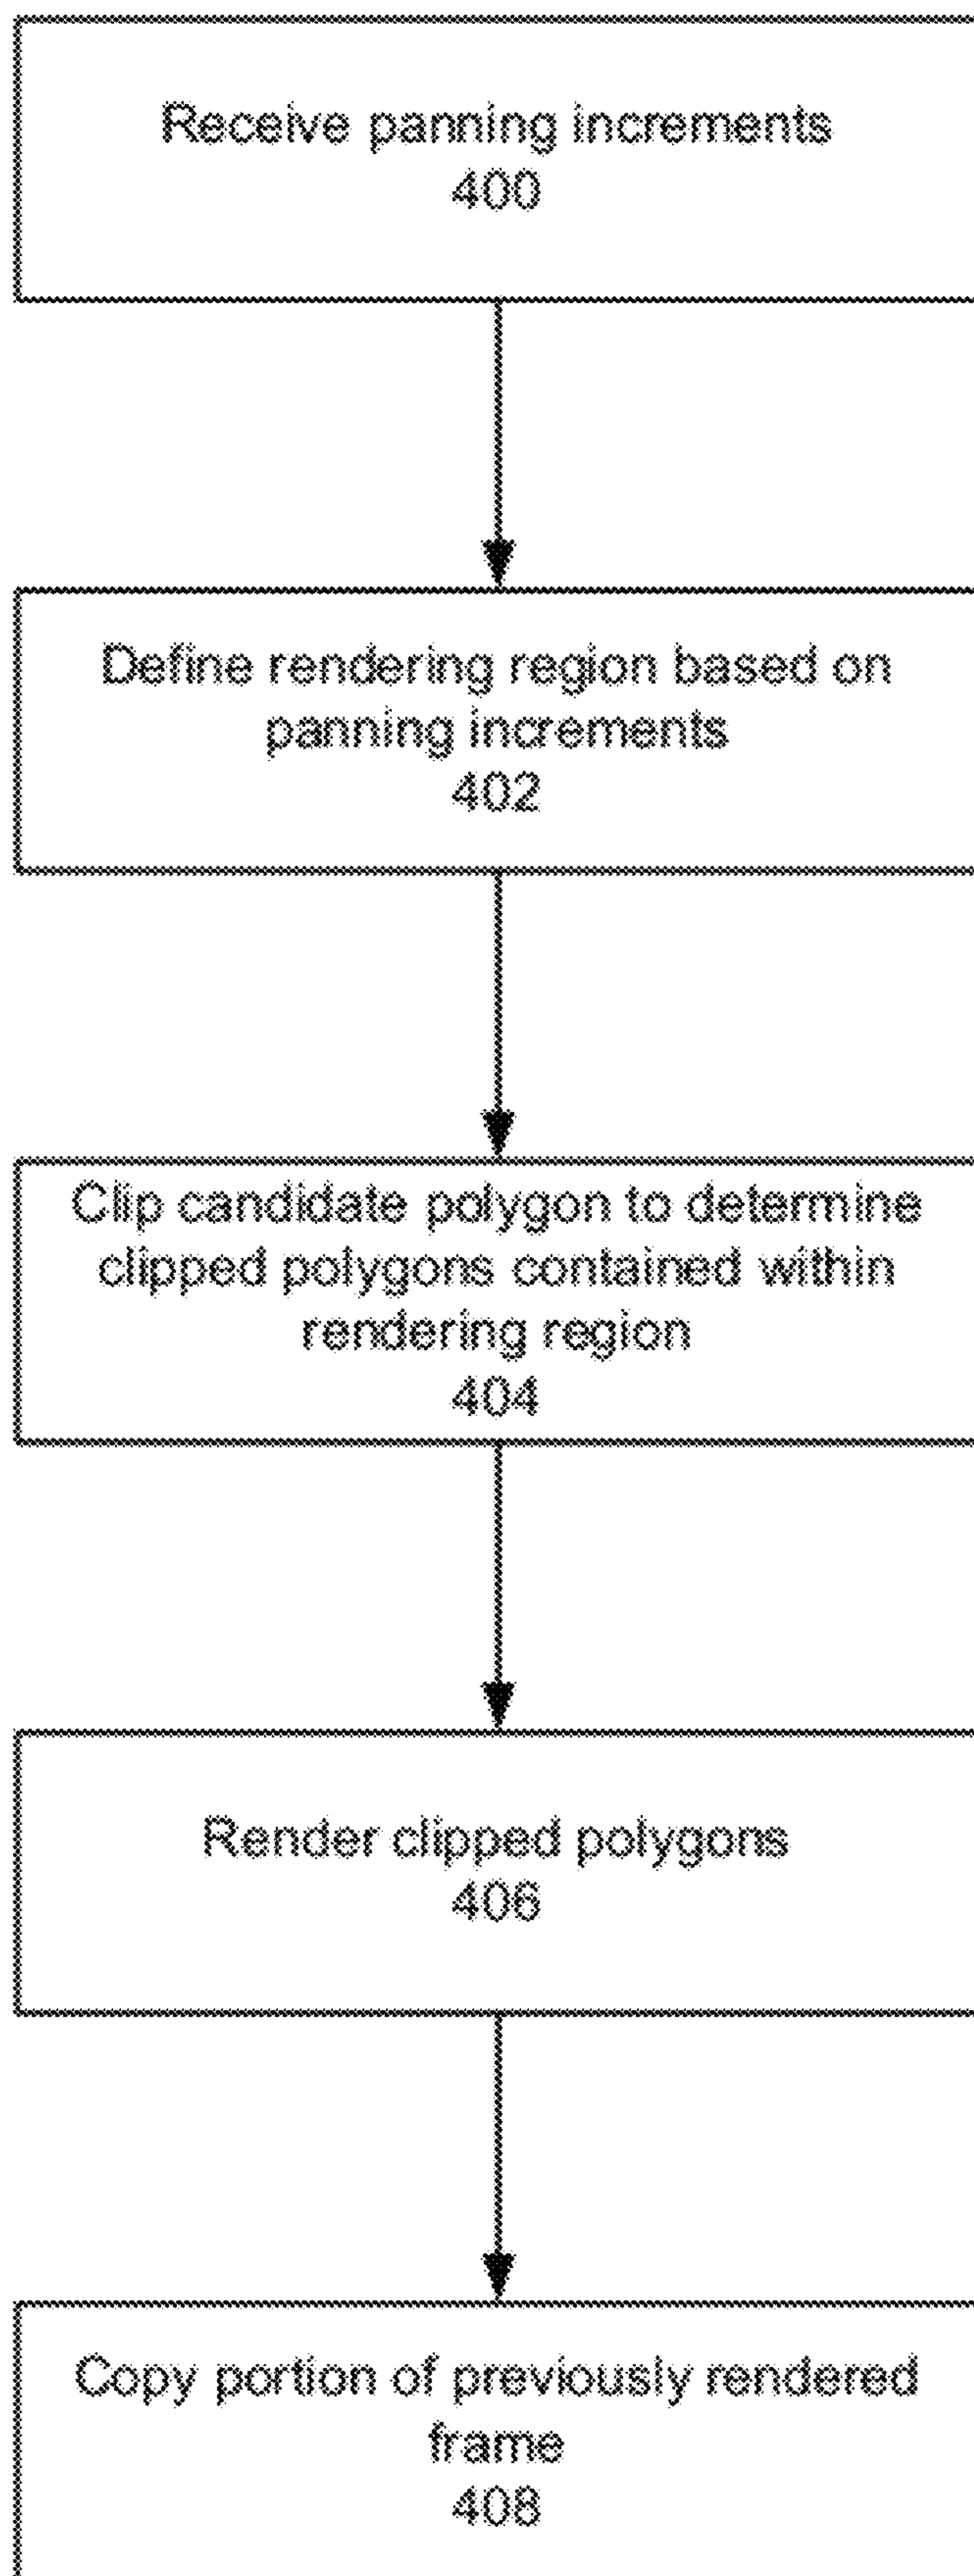 Receive panning increments
400
Define rendering region based on
panning increments
402
Clip candidate polygon to determine
clipped polygons contained within
rendering region
404
Render clipped polygons
406
Copy portion of previously rendered
frame
408